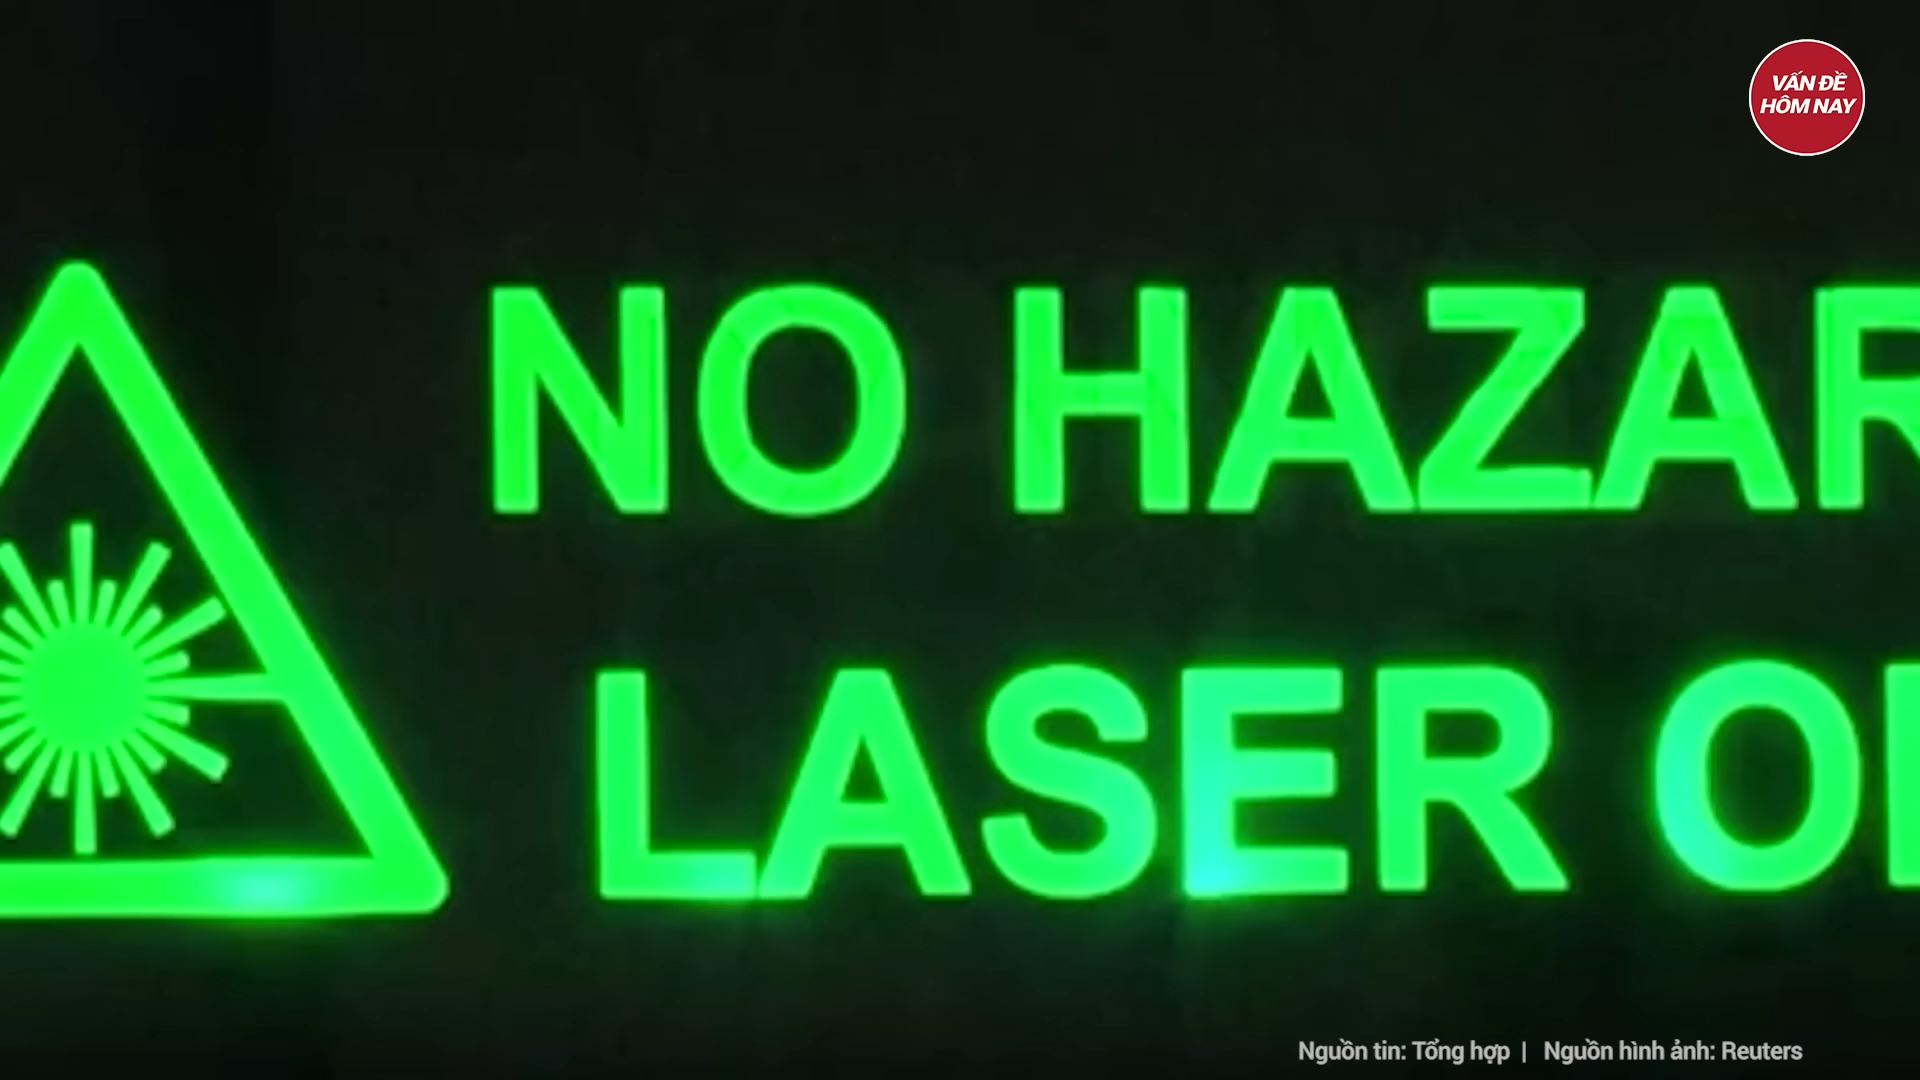 VẤN ĐỀ
HÔM NAY
NO HAZAR
LASER O
Nguồn tin: Tổng hợp | Nguồn hình ảnh: Reuters